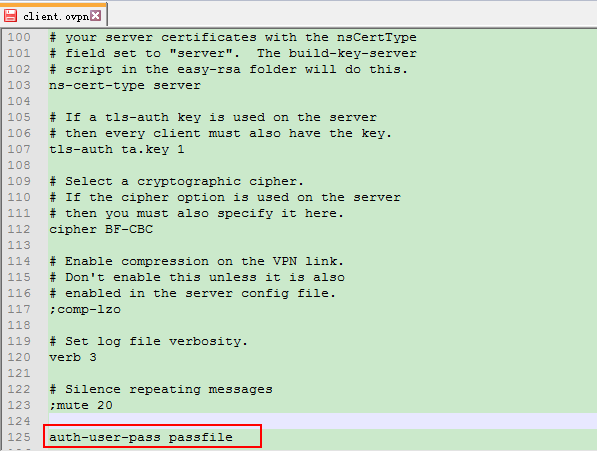 client.ovpn
100 # your server certificates with the nsCertType
101 # field set to "server".  The build-key-server
102 # script in the easy-rsa folder will do this.
103 ns-cert-type server
104
105 # If a tls-auth key is used on the server
106 # then every client must also have the key.
107 tls-auth ta.key 1
108
109 # Select a cryptographic cipher.
110 # If the cipher option is used on the server
111 # then you must also specify it here.
112 cipher BF-CBC
113
114 # Enable compression on the VPN link.
115 # Don't enable this unless it is also
116 # enabled in the server config file.
117 ;comp-lzo
118
119 # Set log file verbosity.
120 verb 3
121
122 # Silence repeating messages
123 ;mute 20
124
125 auth-user-pass passfile